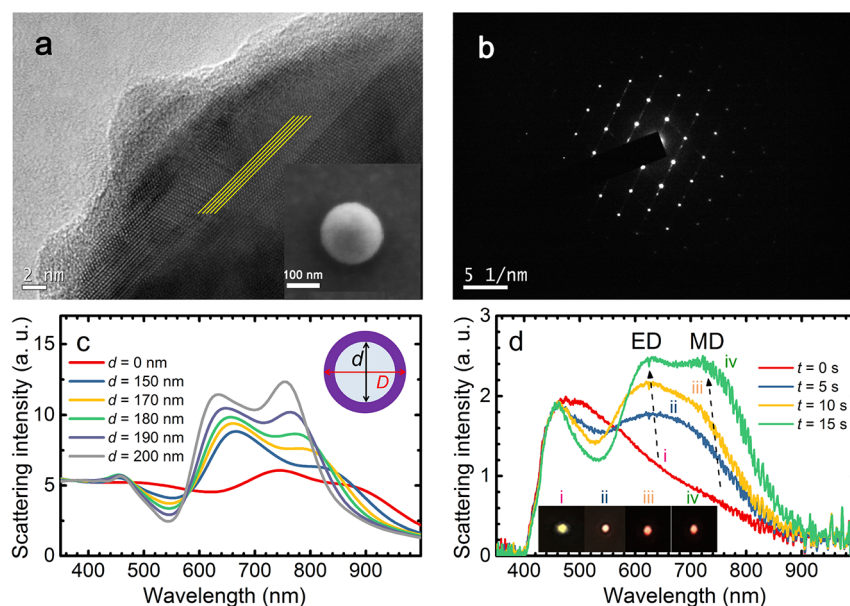 a
2 nm
100 nm
b
5 1/nm
c
d = 0 nm
d = 150 nm
d = 170 nm
d = 180 nm
d = 190 nm
d = 200 nm
d
D
Scattering intensity (a. u.)
15
10
5
0
400 500 600 700 800 900
Wavelength (nm)
d
ED MD
iv
iii
ii
i
t = 0 s
t = 5 s
t = 10 s
t = 15 s
i ii iii iv
Scattering intensity (a. u.)
3
2
1
0
400 500 600 700 800 900
Wavelength (nm)